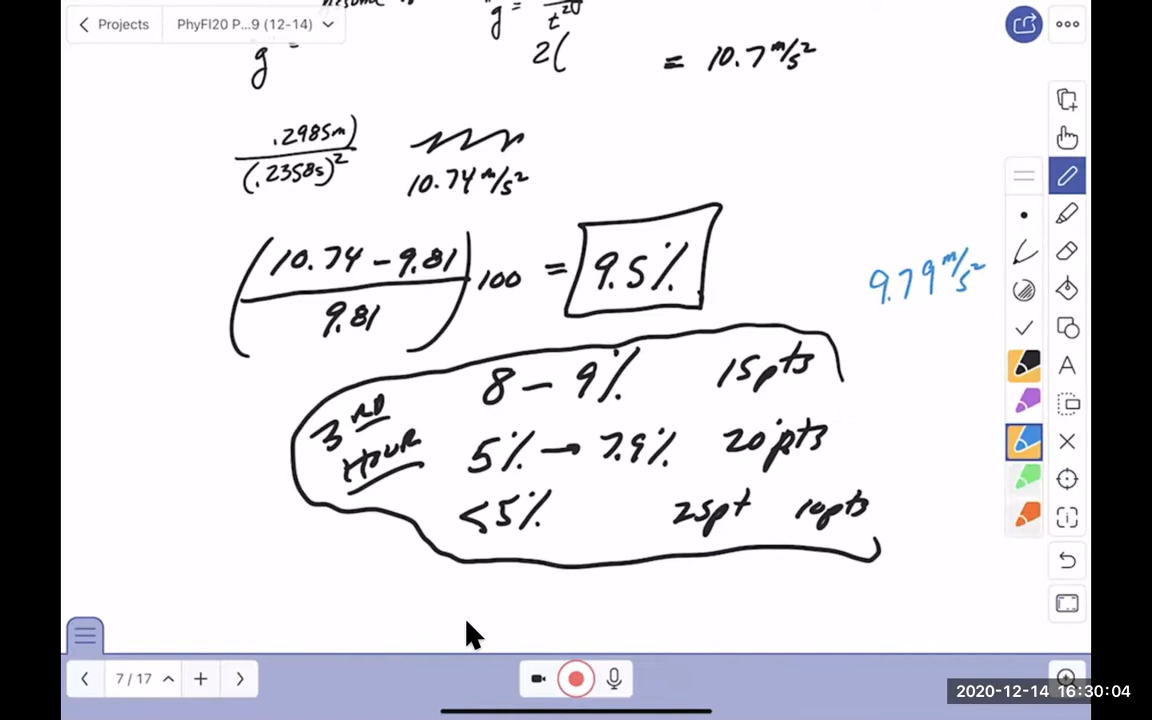 Projects
PhyFl20 P...9 (12-14)
g =
g =
t²
2(
= 10.7 m/s²
.2985m)
(.2358s)²
10.74 m/s²
(10.74 - 9.81
9.81) 100 = 9.5%
9.79 m/s²
3RD HOUR
8 - 9% 15pts
5% → 7.9% 20pts
<5% 25pt 10pts
7 / 17
2020-12-14 16:30:04